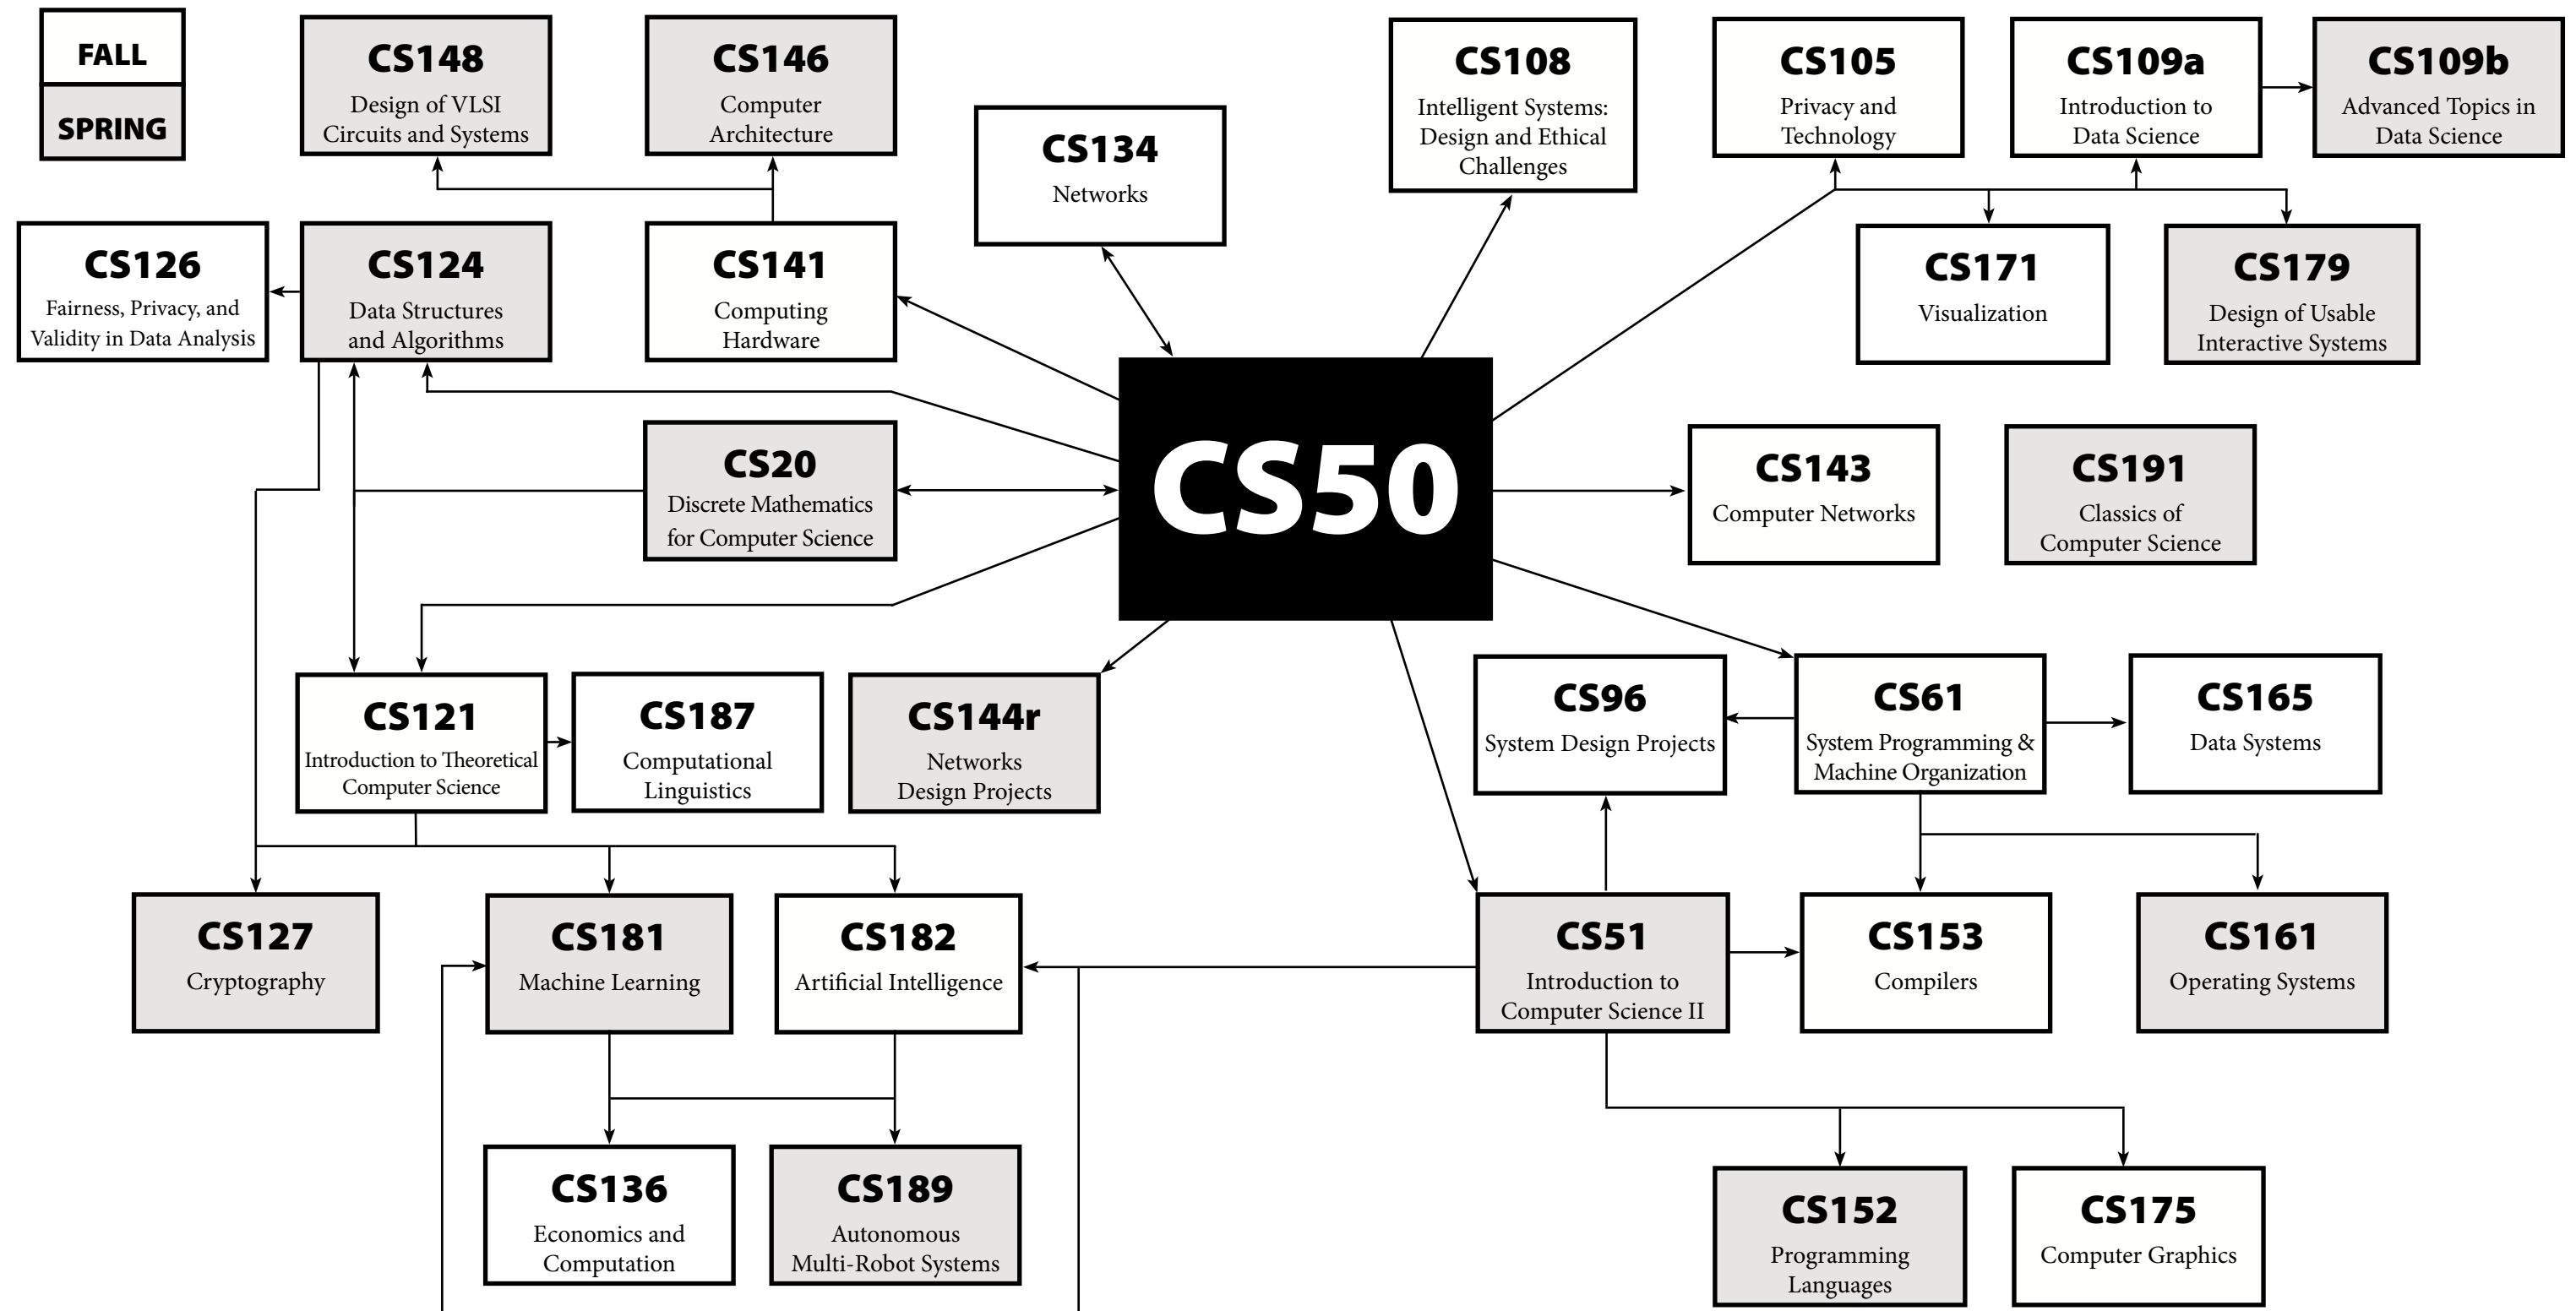 FALL
SPRING
CS148
Design of VLSI
Circuits and Systems
CS146
Computer
Architecture
CS134
Networks
CS108
Intelligent Systems:
Design and Ethical
Challenges
CS105
Privacy and
Technology
CS109a
Introduction to
Data Science
CS109b
Advanced Topics in
Data Science
CS126
Fairness, Privacy, and
Validity in Data Analysis
CS124
Data Structures
and Algorithms
CS141
Computing
Hardware
CS171
Visualization
CS179
Design of Usable
Interactive Systems
CS20
Discrete Mathematics
for Computer Science
CS50
CS143
Computer Networks
CS191
Classics of
Computer Science
CS121
Introduction to Theoretical
Computer Science
CS187
Computational
Linguistics
CS144r
Networks
Design Projects
CS96
System Design Projects
CS61
System Programming &
Machine Organization
CS165
Data Systems
CS127
Cryptography
CS181
Machine Learning
CS182
Artificial Intelligence
CS51
Introduction to
Computer Science II
CS153
Compilers
CS161
Operating Systems
CS136
Economics and
Computation
CS189
Autonomous
Multi-Robot Systems
CS152
Programming
Languages
CS175
Computer Graphics